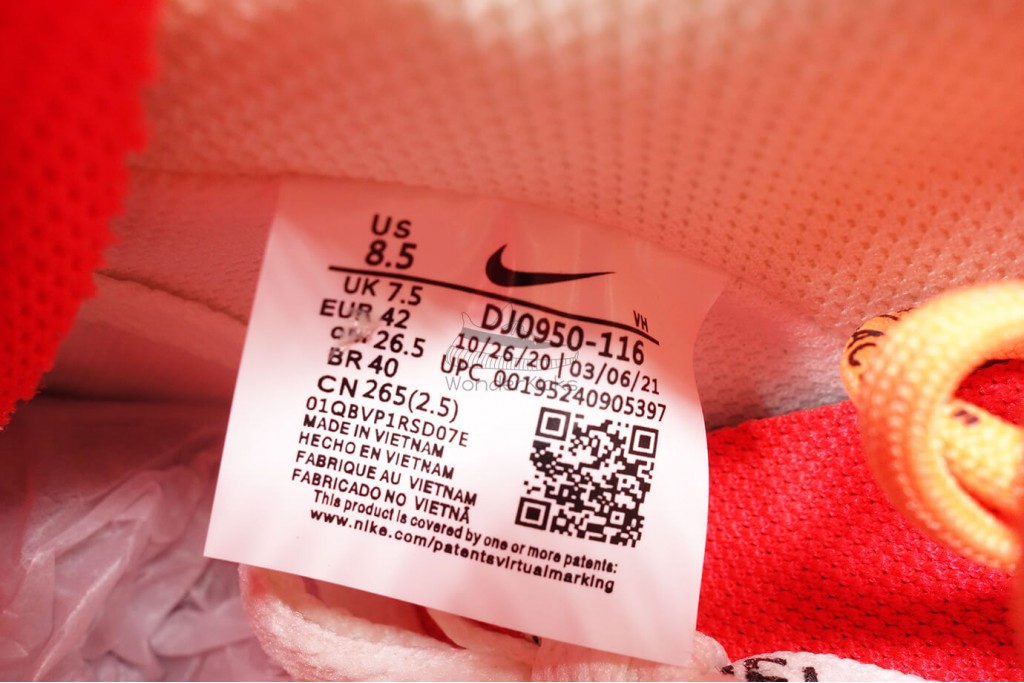 US
8.5
UK 7.5
EUR 42
cm 26.5
BR 40
CN 265(2.5)
VH
DJ0950-116
10/26/20 03/06/21
UPC 00195240905397
01QBVP1RSD07E
MADE IN VIETNAM
HECHO EN VIETNAM
FABRIQUE AU VIETNAM
FABRICADO NO VIETNÃ
This product is covered by one or more patents:
www.nike.com/patentsvirtualmarking